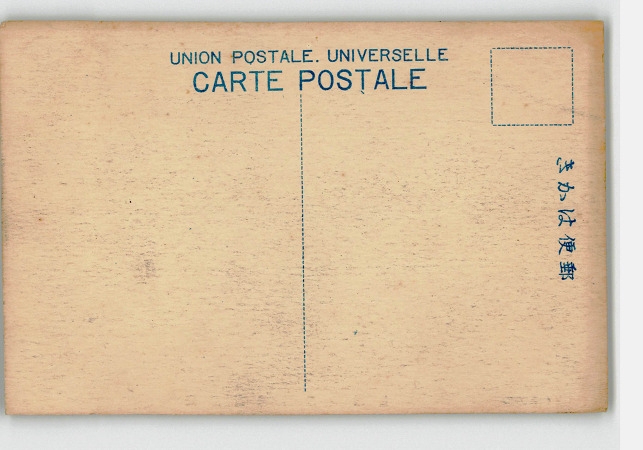 UNION POSTALE. UNIVERSELLE
CARTE POSTALE
きかは便郵